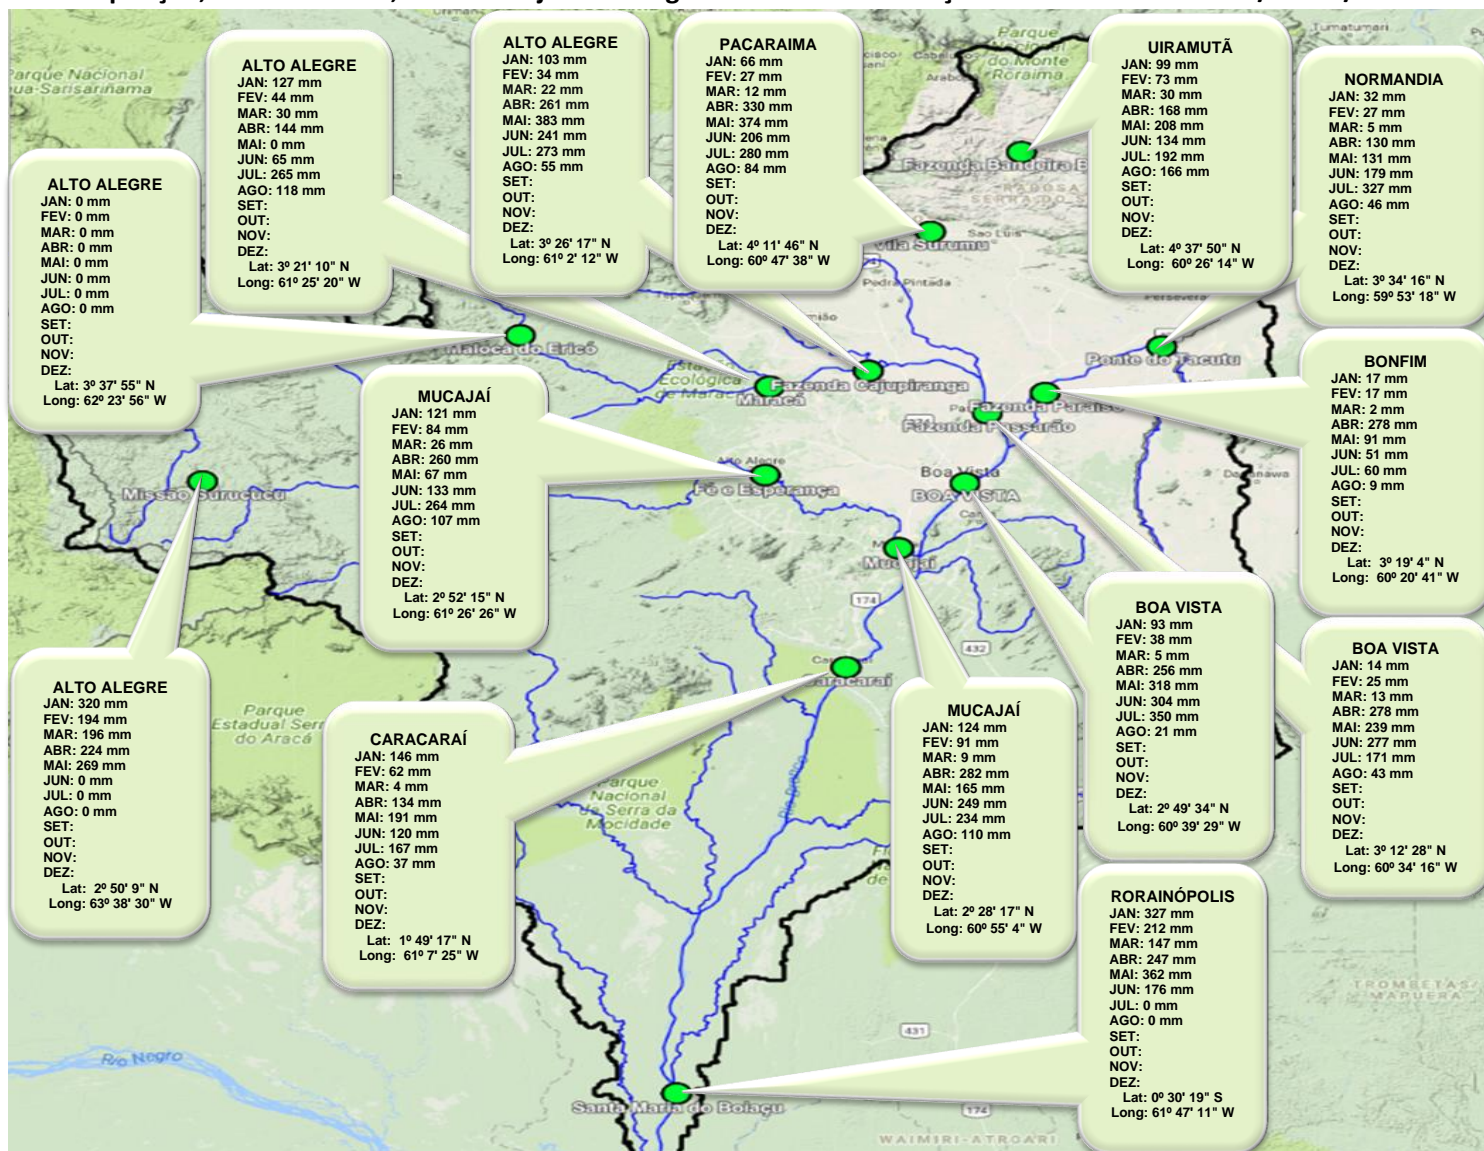 ALTO ALEGRE
JAN: 0 mm
FEV: 0 mm
MAR: 0 mm
ABR: 0 mm
MAI: 0 mm
JUN: 0 mm
JUL: 0 mm
AGO: 0 mm
SET:
OUT:
NOV:
DEZ:
Lat: 3º 37' 55" N
Long: 62º 23' 56" W
ALTO ALEGRE
JAN: 127 mm
FEV: 44 mm
MAR: 30 mm
ABR: 144 mm
MAI: 0 mm
JUN: 65 mm
JUL: 265 mm
AGO: 118 mm
SET:
OUT:
NOV:
DEZ:
Lat: 3º 21' 10" N
Long: 61º 25' 20" W
ALTO ALEGRE
JAN: 103 mm
FEV: 34 mm
MAR: 22 mm
ABR: 261 mm
MAI: 383 mm
JUN: 241 mm
JUL: 273 mm
AGO: 55 mm
SET:
OUT:
NOV:
DEZ:
Lat: 3º 26' 17" N
Long: 61º 2' 12" W
PACARAIMA
JAN: 66 mm
FEV: 27 mm
MAR: 12 mm
ABR: 330 mm
MAI: 374 mm
JUN: 206 mm
JUL: 280 mm
AGO: 84 mm
SET:
OUT:
NOV:
DEZ:
Lat: 4º 11' 46" N
Long: 60º 47' 38" W
UIRAMUTÃ
JAN: 99 mm
FEV: 73 mm
MAR: 30 mm
ABR: 168 mm
MAI: 208 mm
JUN: 134 mm
JUL: 192 mm
AGO: 166 mm
SET:
OUT:
NOV:
DEZ:
Lat: 4º 37' 50" N
Long: 60º 26' 14" W
NORMANDIA
JAN: 32 mm
FEV: 27 mm
MAR: 5 mm
ABR: 130 mm
MAI: 131 mm
JUN: 179 mm
JUL: 327 mm
AGO: 46 mm
SET:
OUT:
NOV:
DEZ:
Lat: 3º 34' 16" N
Long: 59º 53' 18" W
MUCAJAÍ
JAN: 121 mm
FEV: 84 mm
MAR: 26 mm
ABR: 260 mm
MAI: 67 mm
JUN: 133 mm
JUL: 264 mm
AGO: 107 mm
SET:
OUT:
NOV:
DEZ:
Lat: 2º 52' 15" N
Long: 61º 26' 26" W
BONFIM
JAN: 17 mm
FEV: 17 mm
MAR: 2 mm
ABR: 278 mm
MAI: 91 mm
JUN: 51 mm
JUL: 60 mm
AGO: 9 mm
SET:
OUT:
NOV:
DEZ:
Lat: 3º 19' 4" N
Long: 60º 20' 41" W
ALTO ALEGRE
JAN: 320 mm
FEV: 194 mm
MAR: 196 mm
ABR: 224 mm
MAI: 269 mm
JUN: 0 mm
JUL: 0 mm
AGO: 0 mm
SET:
OUT:
NOV:
DEZ:
Lat: 2º 50' 9" N
Long: 63º 38' 30" W
CARACARAÍ
JAN: 146 mm
FEV: 62 mm
MAR: 4 mm
ABR: 134 mm
MAI: 191 mm
JUN: 120 mm
JUL: 167 mm
AGO: 37 mm
SET:
OUT:
NOV:
DEZ:
Lat: 1º 49' 17" N
Long: 61º 7' 25" W
MUCAJAÍ
JAN: 124 mm
FEV: 91 mm
MAR: 9 mm
ABR: 282 mm
MAI: 165 mm
JUN: 249 mm
JUL: 234 mm
AGO: 110 mm
SET:
OUT:
NOV:
DEZ:
Lat: 2º 28' 17" N
Long: 60º 55' 4" W
BOA VISTA
JAN: 93 mm
FEV: 38 mm
MAR: 5 mm
ABR: 256 mm
MAI: 318 mm
JUN: 304 mm
JUL: 350 mm
AGO: 21 mm
SET:
OUT:
NOV:
DEZ:
Lat: 2º 49' 34" N
Long: 60º 39' 29" W
BOA VISTA
JAN: 14 mm
FEV: 25 mm
MAR: 13 mm
ABR: 278 mm
MAI: 239 mm
JUN: 277 mm
JUL: 171 mm
AGO: 43 mm
SET:
OUT:
NOV:
DEZ:
Lat: 3º 12' 28" N
Long: 60º 34' 16" W
RORAINÓPOLIS
JAN: 327 mm
FEV: 212 mm
MAR: 147 mm
ABR: 247 mm
MAI: 362 mm
JUN: 176 mm
JUL: 0 mm
AGO: 0 mm
SET:
OUT:
NOV:
DEZ:
Lat: 0º 30' 19" S
Long: 61º 47' 11" W
Parque Nacional
do Monte
Roraima
Tumatumari
Parque Nacional
Fazenda Bandeira B
Vila Surumu
São Luis
Pedra Pintada
Maloca do Ericó
Ponte do Tacutu
Ecológica
Maracá
Fazenda Cajupiranga
Fazenda Paraíso
Fazenda Passarão
Alto Alegre
Fé e Esperança
Boa Vista
BOA VISTA
Missão Surucucu
Mucajaí
174
432
Caracaraí
Parque
Estadual Serra
do Aracá
Parque
Nacional
da Serra da
Mocidade
Rio Branco
Rio Negro
431
174
Santa Maria do Boiaçu
WAIMIRI-ATROARI
TROMBETAS/
MAPUERA